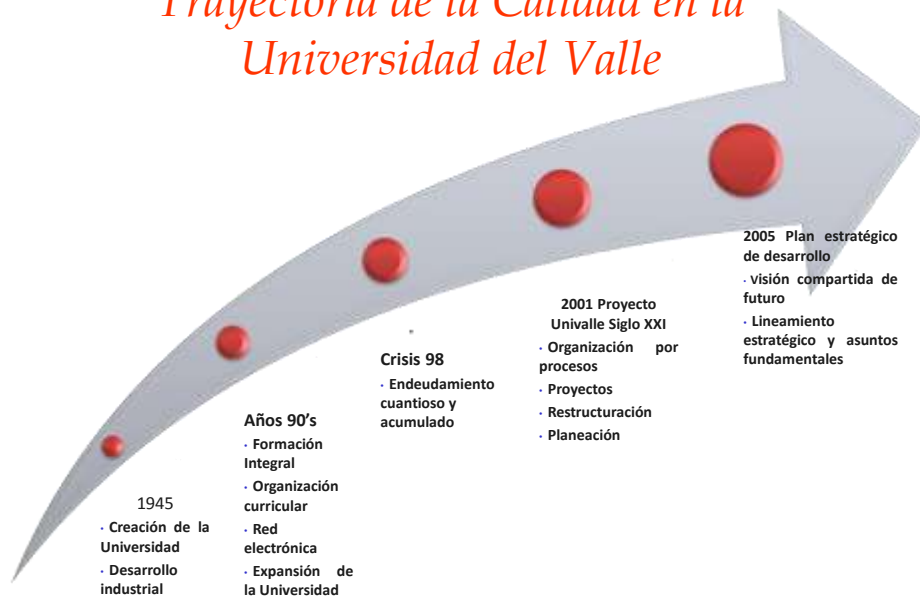 Trayectoria de la Calidad en la
Universidad del Valle
1945
· Creación de la
Universidad
· Desarrollo
industrial
Años 90's
· Formación
Integral
· Organización
curricular
· Red
electrónica
· Expansión de
la Universidad
Crisis 98
· Endeudamiento
cuantioso y
acumulado
2001 Proyecto
Univalle Siglo XXI
· Organización por
procesos
· Proyectos
· Restructuración
· Planeación
2005 Plan estratégico
de desarrollo
· Visión compartida de
futuro
· Lineamiento
estratégico y asuntos
fundamentales